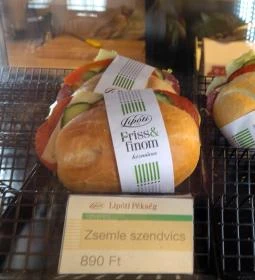 Lipóti
Friss&
finom
Lipóti Pékség
Zsemle szendvics
890 Ft